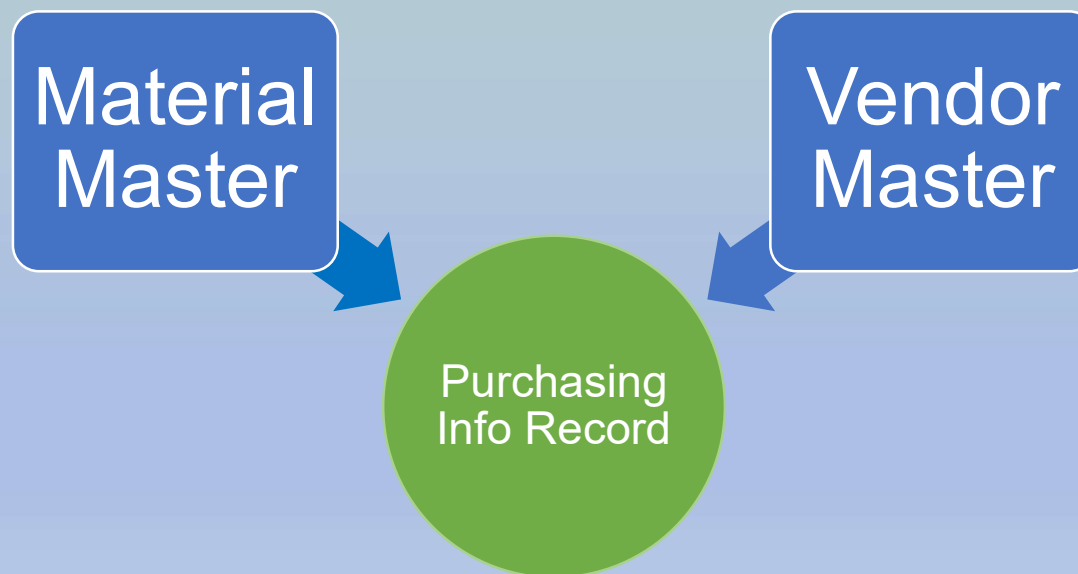 Material
Master
Vendor
Master
Purchasing
Info Record